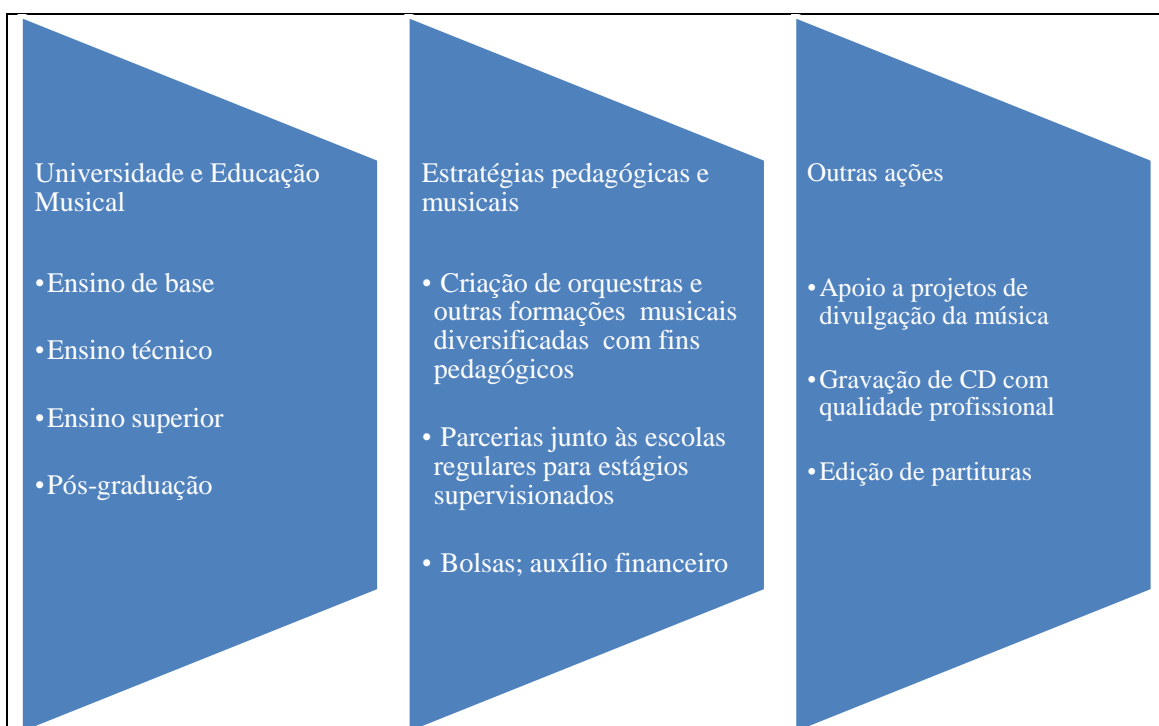 Universidade e Educação
Musical
•Ensino de base
•Ensino técnico
•Ensino superior
•Pós-graduação
Estratégias pedagógicas e
musicais
• Criação de orquestras e
outras formações musicais
diversificadas com fins
pedagógicos
• Parcerias junto às escolas
regulares para estágios
supervisionados
• Bolsas; auxílio financeiro
Outras ações
•Apoio a projetos de
divulgação da música
•Gravação de CD com
qualidade profissional
•Edição de partituras